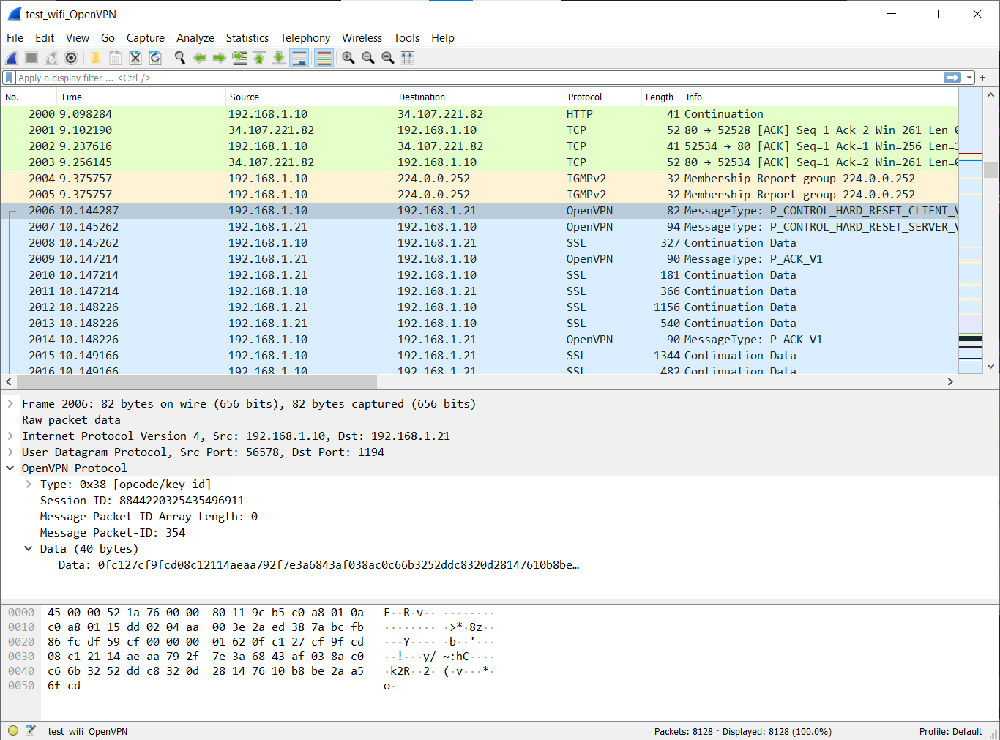 test_wifi_OpenVPN
File Edit View Go Capture Analyze Statistics Telephony Wireless Tools Help
Apply a display filter ... <Ctrl-/>
No. Time Source Destination Protocol Length Info
2000 9.098284 192.168.1.10 34.107.221.82 HTTP 41 Continuation
2001 9.102190 34.107.221.82 192.168.1.10 TCP 52 80 → 52528 [ACK] Seq=1 Ack=2 Win=261 Len=0
2002 9.237616 192.168.1.10 34.107.221.82 TCP 41 52534 → 80 [ACK] Seq=1 Ack=1 Win=256 Len=1
2003 9.256145 34.107.221.82 192.168.1.10 TCP 52 80 → 52534 [ACK] Seq=1 Ack=2 Win=261 Len=0
2004 9.375757 192.168.1.10 224.0.0.252 IGMPv2 32 Membership Report group 224.0.0.252
2005 9.375757 192.168.1.10 224.0.0.252 IGMPv2 32 Membership Report group 224.0.0.252
2006 10.144287 192.168.1.10 192.168.1.21 OpenVPN 82 MessageType: P_CONTROL_HARD_RESET_CLIENT_V
2007 10.145262 192.168.1.21 192.168.1.10 OpenVPN 94 MessageType: P_CONTROL_HARD_RESET_SERVER_V
2008 10.145262 192.168.1.10 192.168.1.21 SSL 327 Continuation Data
2009 10.147214 192.168.1.21 192.168.1.10 OpenVPN 90 MessageType: P_ACK_V1
2010 10.147214 192.168.1.21 192.168.1.10 SSL 181 Continuation Data
2011 10.147214 192.168.1.10 192.168.1.21 SSL 366 Continuation Data
2012 10.148226 192.168.1.21 192.168.1.10 SSL 1156 Continuation Data
2013 10.148226 192.168.1.21 192.168.1.10 SSL 540 Continuation Data
2014 10.148226 192.168.1.10 192.168.1.21 OpenVPN 90 MessageType: P_ACK_V1
2015 10.149166 192.168.1.10 192.168.1.21 SSL 1344 Continuation Data
2016 10.149166 192.168.1.10 192.168.1.21 SSL 482 Continuation Data
Frame 2006: 82 bytes on wire (656 bits), 82 bytes captured (656 bits)
Raw packet data
Internet Protocol Version 4, Src: 192.168.1.10, Dst: 192.168.1.21
User Datagram Protocol, Src Port: 56578, Dst Port: 1194
OpenVPN Protocol
Type: 0x38 [opcode/key_id]
Session ID: 8844220325435496911
Message Packet-ID Array Length: 0
Message Packet-ID: 354
Data (40 bytes)
Data: 0fc127cf9fcd08c12114aeaa792f7e3a6843af038ac0c66b3252ddc8320d28147610b8be…
0000 45 00 00 52 1a 76 00 00 80 11 9c b5 c0 a8 01 0a E··R·v·· ········
0010 c0 a8 01 15 dd 02 04 aa 00 3e 2a ed 38 7a bc fb ········ ·>*·8z··
0020 86 fc df 59 cf 00 00 00 01 62 0f c1 27 cf 9f cd ···Y···· ·b··'···
0030 08 c1 21 14 ae aa 79 2f 7e 3a 68 43 af 03 8a c0 ··!···y/ ~:hC····
0040 c6 6b 32 52 dd c8 32 0d 28 14 76 10 b8 be 2a a5 ·k2R··2· (·v···*·
0050 6f cd o·
test_wifi_OpenVPN Packets: 8128 · Displayed: 8128 (100.0%) Profile: Default